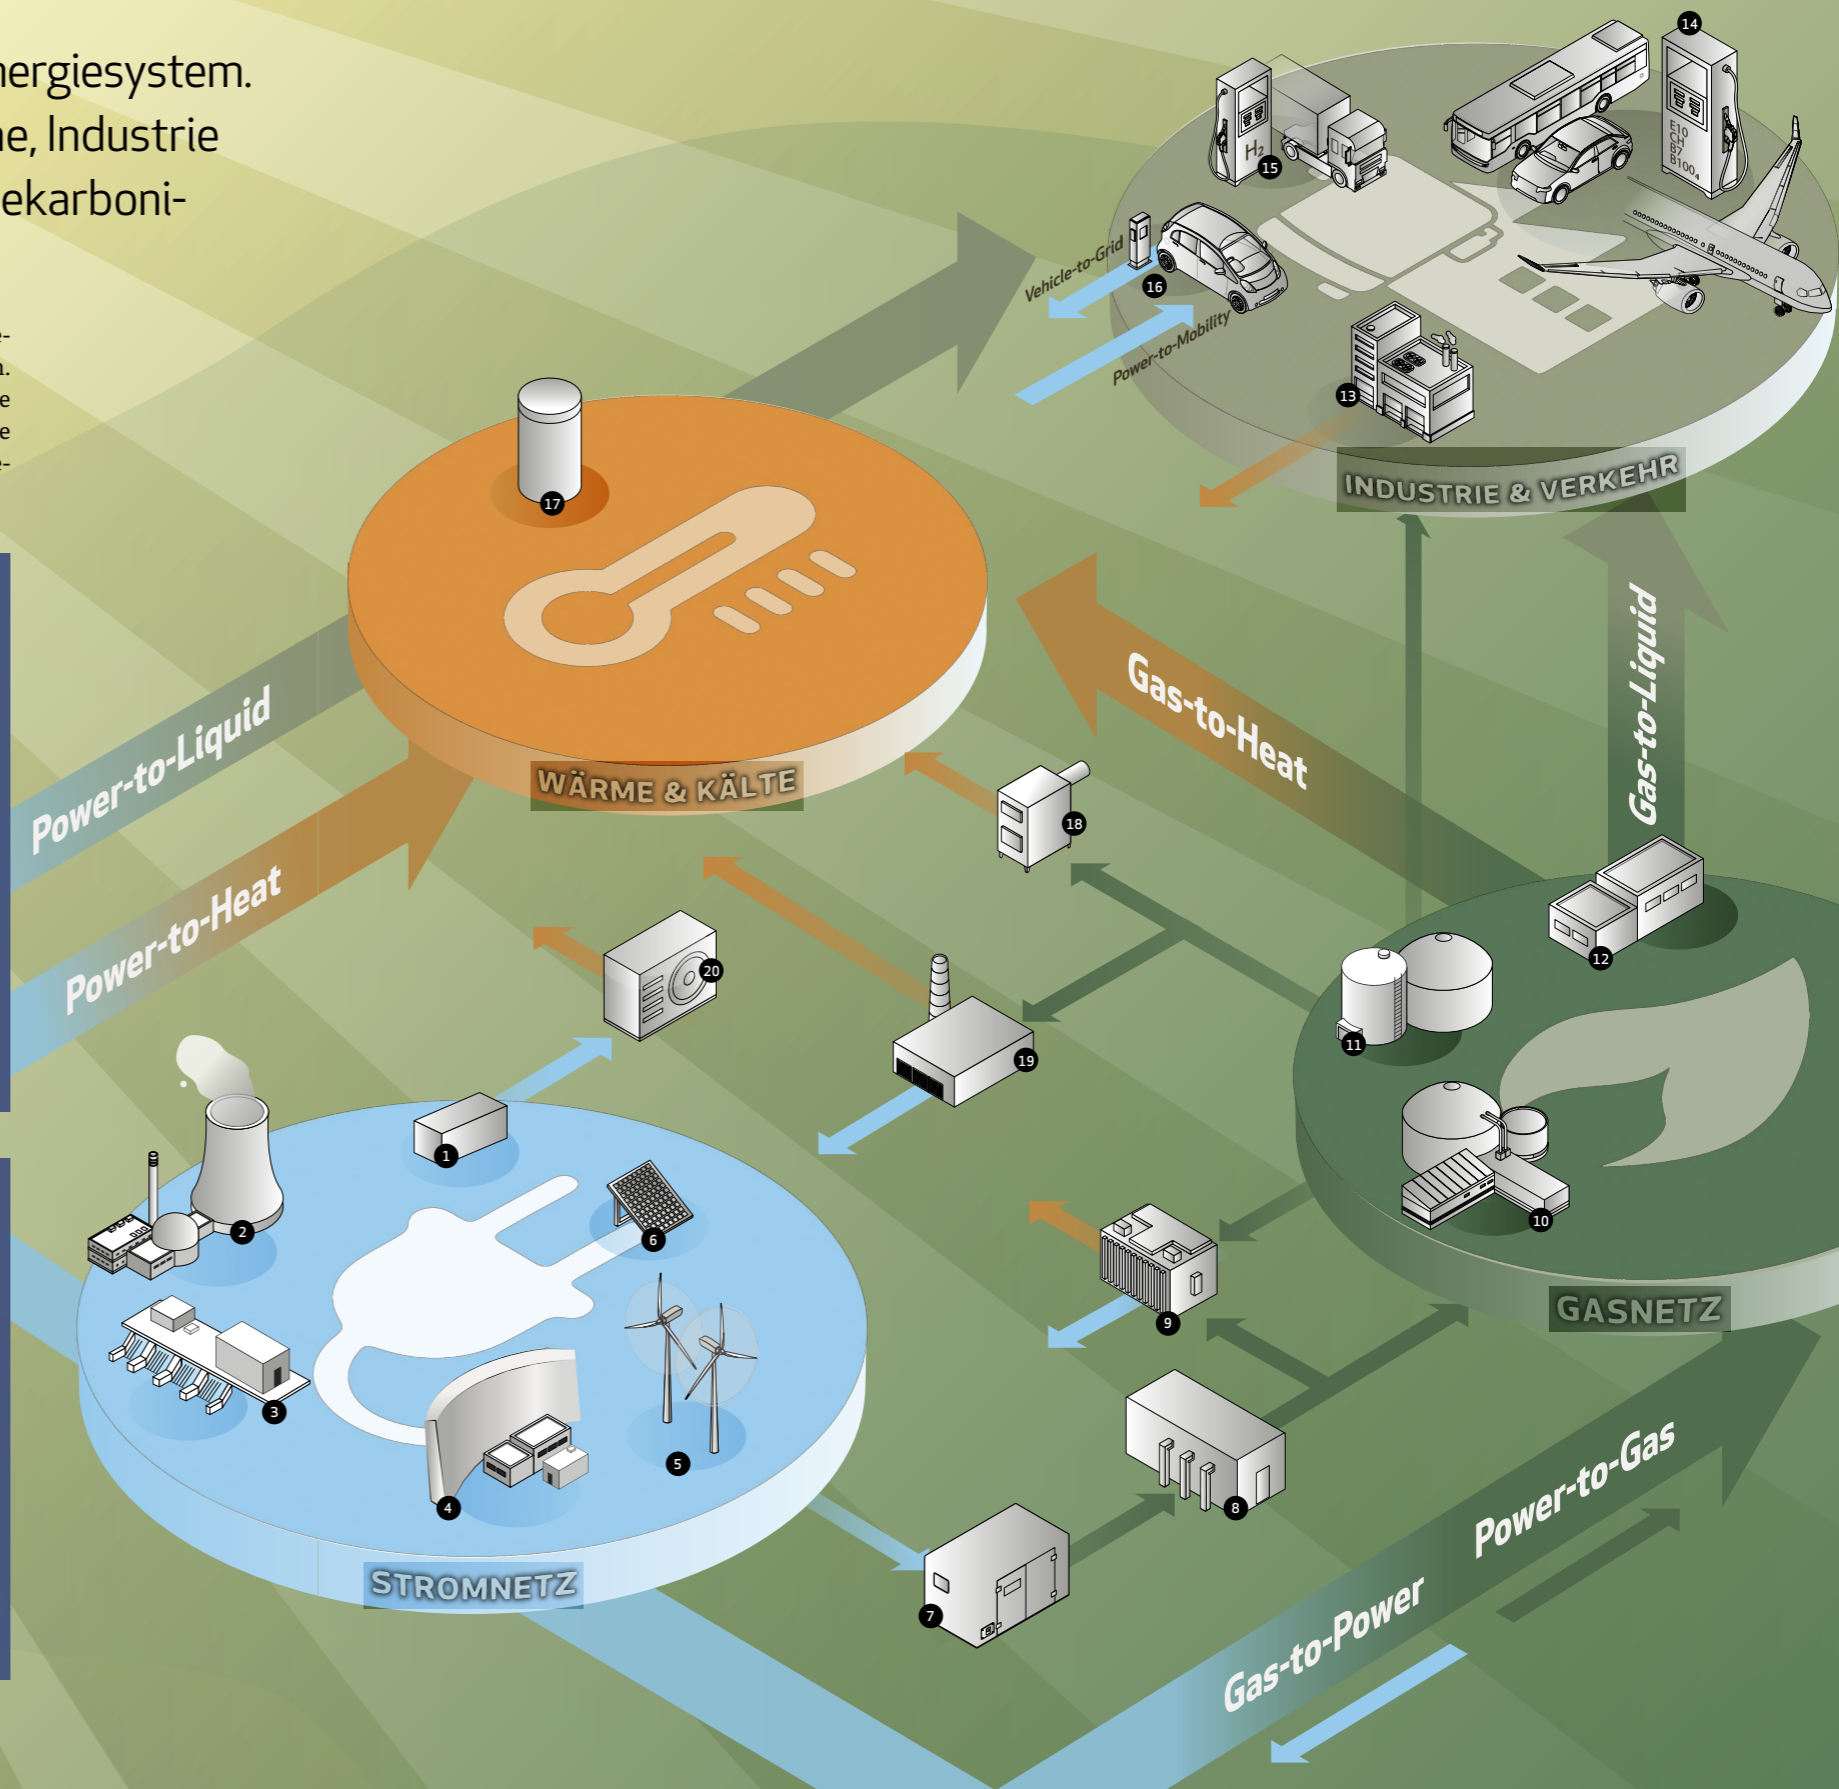 nergiesystem.
ne, Industrie
ekarboni-
e-
n.
e
e
e-
14
E10
CH₄
B7
B100
H₂
15
Vehicle-to-Grid
16
Power-to-Mobility
13
INDUSTRIE & VERKEHR
17
Gas-to-Liquid
Gas-to-Heat
Power-to-Liquid
WÄRME & KÄLTE
18
Power-to-Heat
20
12
11
19
1
2
6
10
GASNETZ
9
3
5
4
8
Power-to-Gas
STROMNETZ
7
Gas-to-Power